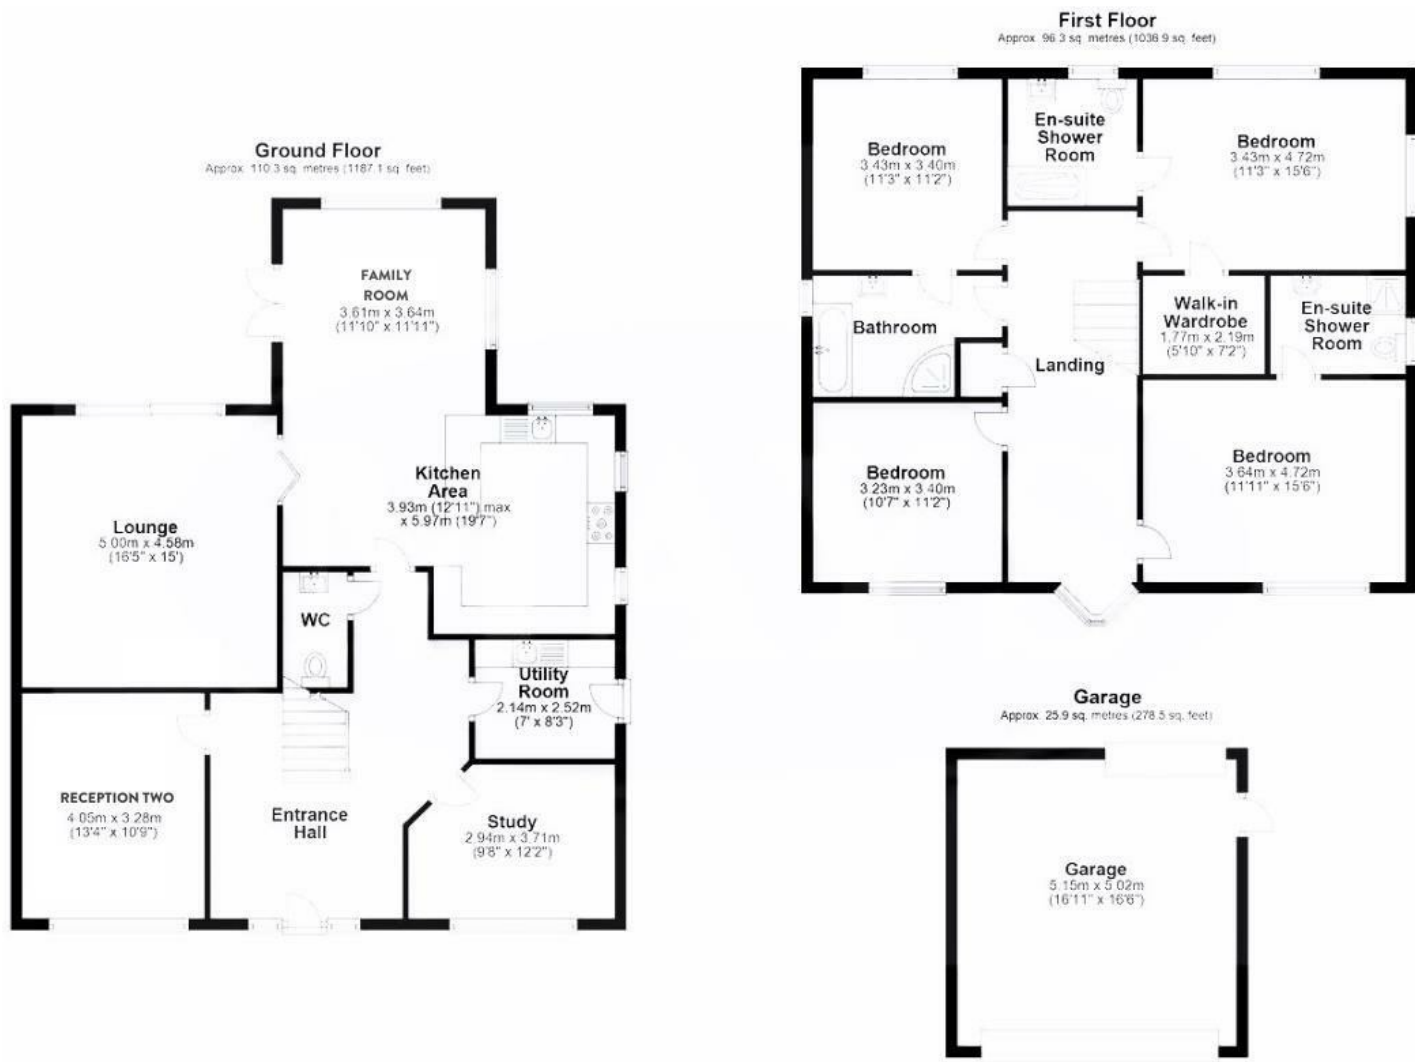 Ground Floor
Approx. 110.3 sq. metres (1187.1 sq. feet)
FAMILY
ROOM
3.61m x 3.64m
(11'10" x 11'11")
Kitchen
Area
3.93m (12'11") max
x 5.97m (19'7")
Lounge
5.00m x 4.58m
(16'5" x 15')
WC
Utility
Room
2.14m x 2.52m
(7' x 8'3")
RECEPTION TWO
4.05m x 3.28m
(13'4" x 10'9")
Entrance
Hall
Study
2.94m x 3.71m
(9'8" x 12'2")
First Floor
Approx. 96.3 sq. metres (1036.9 sq. feet)
Bedroom
3.43m x 3.40m
(11'3" x 11'2")
En-suite
Shower
Room
Bedroom
3.43m x 4.72m
(11'3" x 15'6")
Bathroom
Landing
Walk-in
Wardrobe
1.77m x 2.19m
(5'10" x 7'2")
En-suite
Shower
Room
Bedroom
3.23m x 3.40m
(10'7" x 11'2")
Bedroom
3.64m x 4.72m
(11'11" x 15'6")
Garage
Approx. 25.9 sq. metres (278.5 sq. feet)
Garage
5.15m x 5.02m
(16'11" x 16'6")